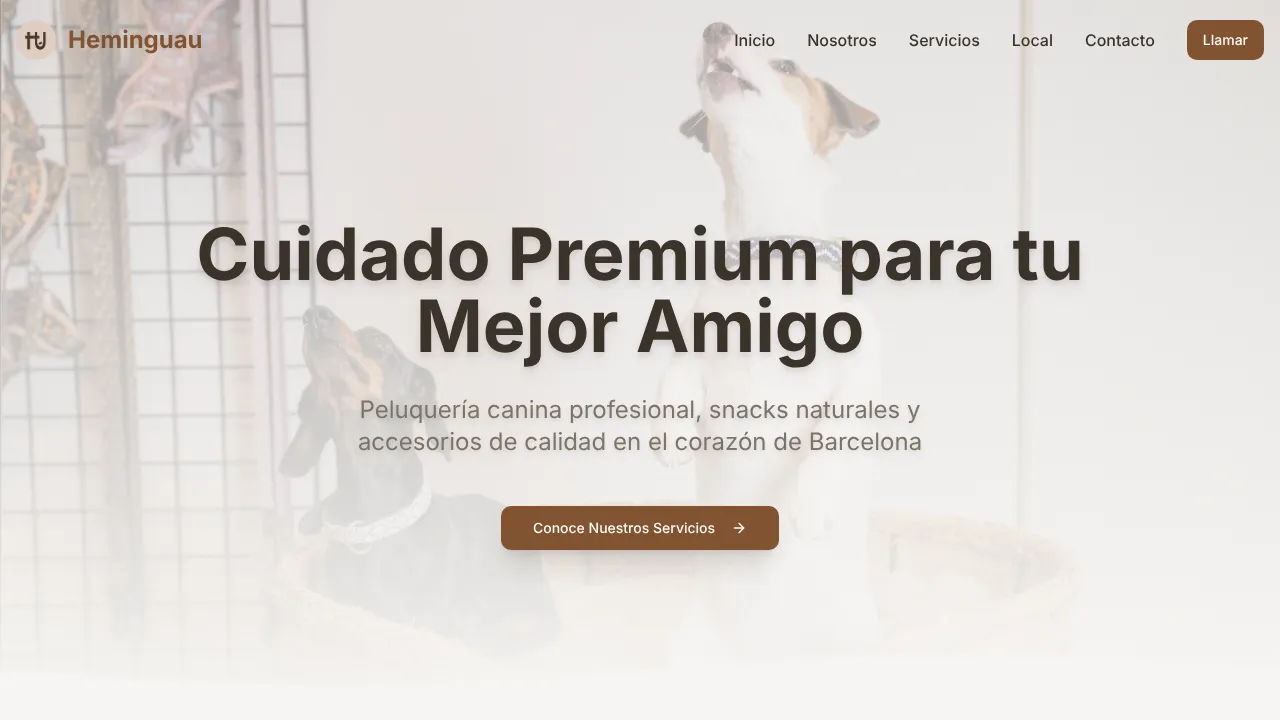 Heminguau
Inicio
Nosotros
Servicios
Local
Contacto
Llamar
Cuidado Premium para tu
Mejor Amigo
Peluquería canina profesional, snacks naturales y
accesorios de calidad en el corazón de Barcelona
Conoce Nuestros Servicios